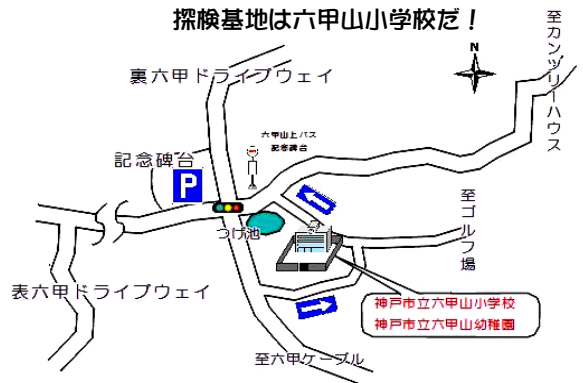 探検基地は六甲山小学校だ！
至カンツリーハウス
N
裏六甲ドライブウェイ
六甲山上バス
記念碑台
記念碑台
P
至ゴルフ場
つげ池
表六甲ドライブウェイ
神戸市立六甲山小学校
神戸市立六甲山幼稚園
至六甲ケーブル